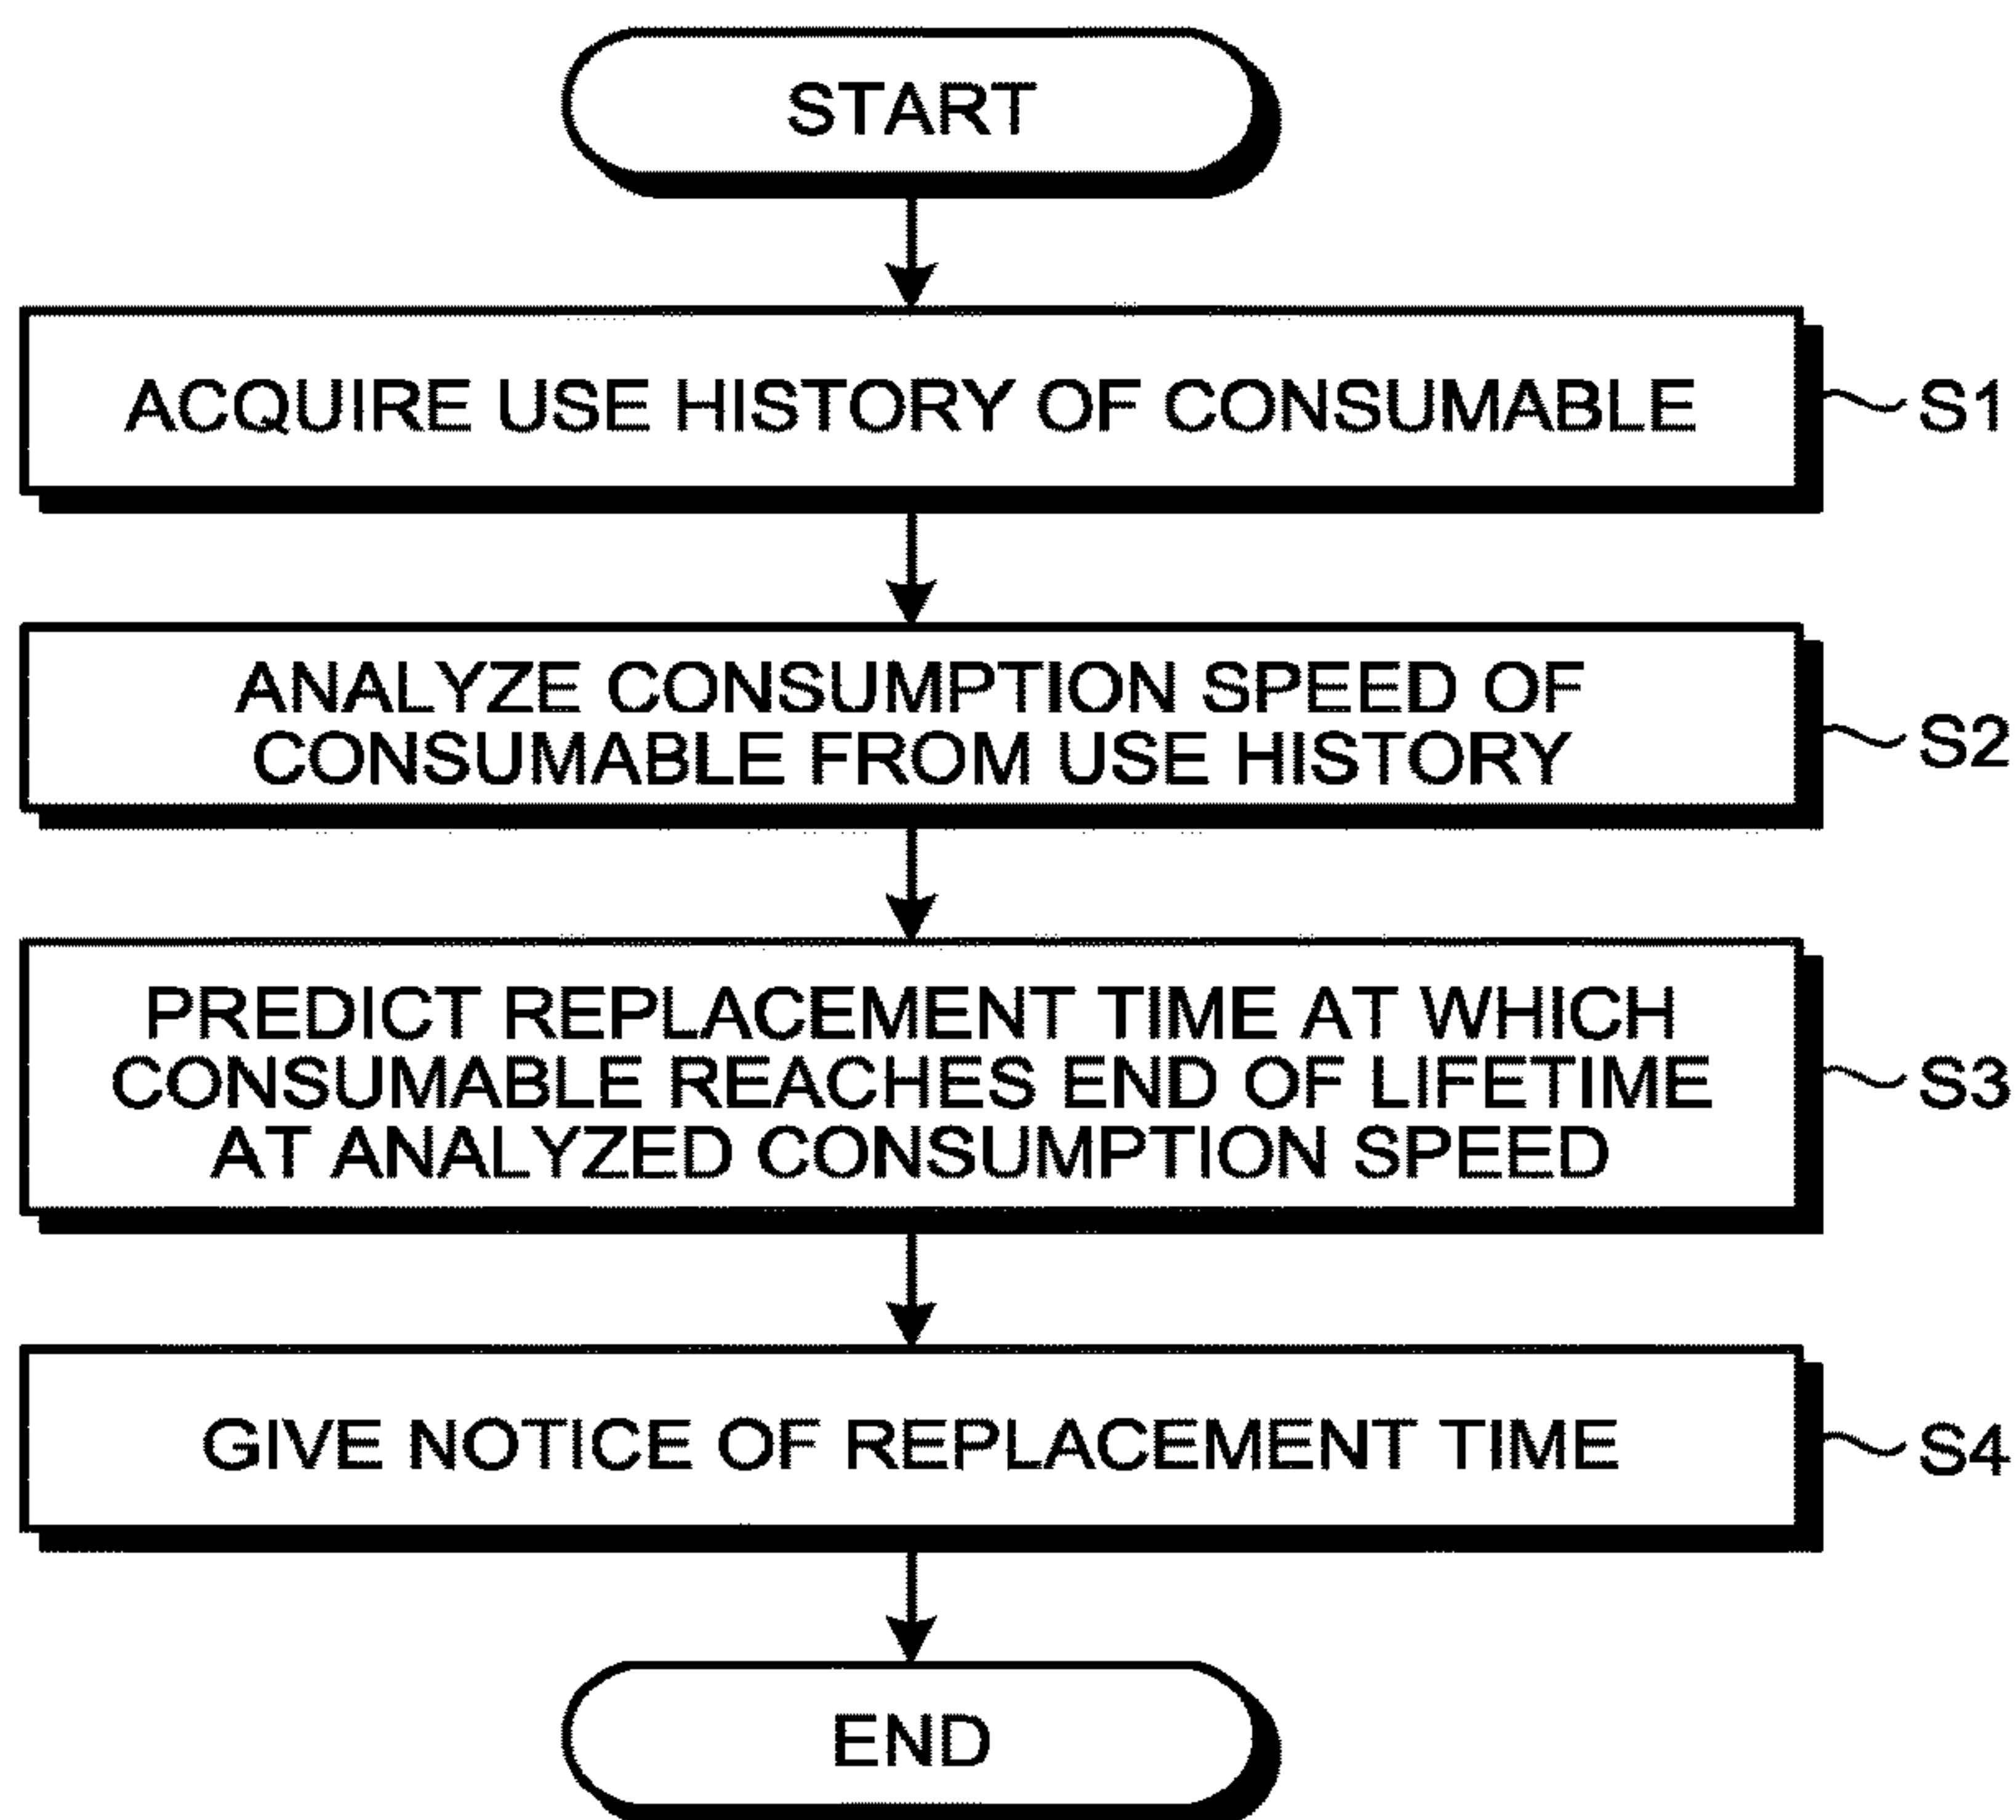 START
ACQUIRE USE HISTORY OF CONSUMABLE
S1
ANALYZE CONSUMPTION SPEED OF
CONSUMABLE FROM USE HISTORY
S2
PREDICT REPLACEMENT TIME AT WHICH
CONSUMABLE REACHES END OF LIFETIME
AT ANALYZED CONSUMPTION SPEED
S3
GIVE NOTICE OF REPLACEMENT TIME
S4
END